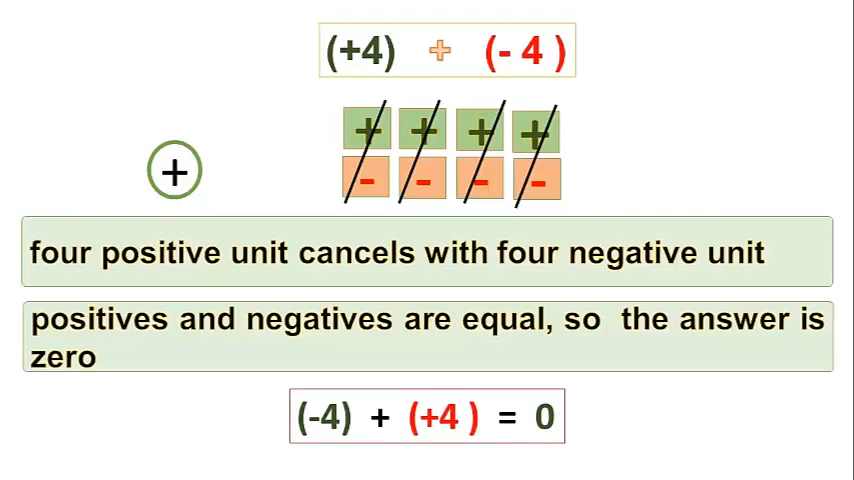 (+4) + (- 4 )
+ + + +
+ - - - -
four positive unit cancels with four negative unit
positives and negatives are equal, so the answer is
zero
(-4) + (+4 ) = 0